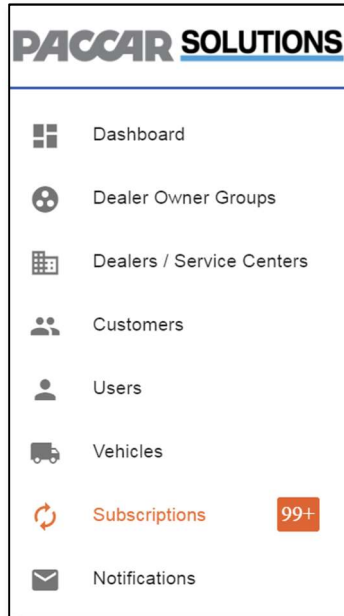 PACCAR SOLUTIONS
Dashboard
Dealer Owner Groups
Dealers / Service Centers
Customers
Users
Vehicles
Subscriptions 99+
Notifications